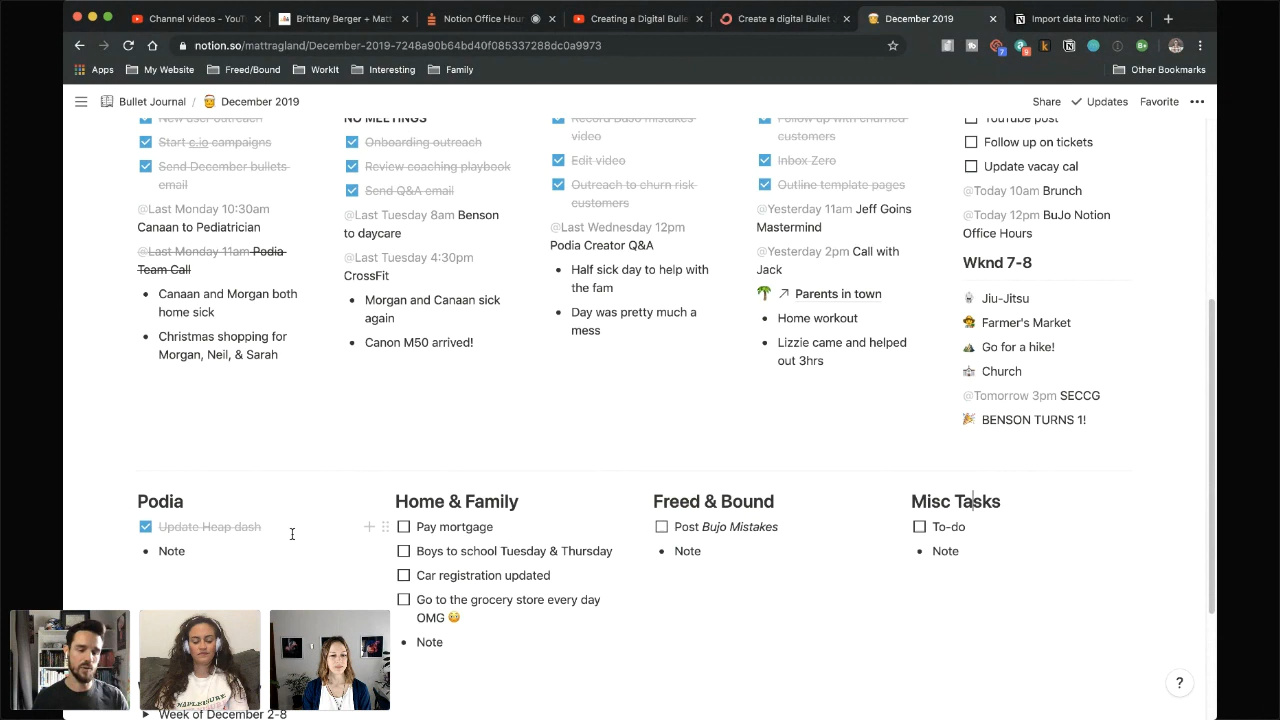 Channel videos - YouT
Brittany Berger + Matt
Notion Office Hour
Creating a Digital Bulle
Create a digital Bullet
December 2019
Import data into Notion
notion.so/mattragland/December-2019-7248a90b64bd40f085337288dc0a9973
Apps
My Website
Freed/Bound
WorkIt
Interesting
Family
Other Bookmarks
Bullet Journal / December 2019
Share
Updates
Favorite
New user outreach
Start c.io campaigns
Send December bullets
email
@Last Monday 10:30am
Canaan to Pediatrician
@Last Monday 11am Podia
Team Call
• Canaan and Morgan both
home sick
• Christmas shopping for
Morgan, Neil, & Sarah
NO MEETINGS
Onboarding outreach
Review coaching playbook
Send Q&A email
@Last Tuesday 8am Benson
to daycare
@Last Tuesday 4:30pm
CrossFit
• Morgan and Canaan sick
again
• Canon M50 arrived!
Record BuJo mistakes
video
Edit video
Outreach to churn risk
customers
@Last Wednesday 12pm
Podia Creator Q&A
• Half sick day to help with
the fam
• Day was pretty much a
mess
Follow up with churned
customers
Inbox Zero
Outline template pages
@Yesterday 11am Jeff Goins
Mastermind
@Yesterday 2pm Call with
Jack
Parents in town
• Home workout
• Lizzie came and helped
out 3hrs
YouTube post
Follow up on tickets
Update vacay cal
@Today 10am Brunch
@Today 12pm BuJo Notion
Office Hours
Wknd 7-8
Jiu-Jitsu
Farmer's Market
Go for a hike!
Church
@Tomorrow 3pm SECCG
BENSON TURNS 1!
Podia
Update Heap dash
• Note
Home & Family
Pay mortgage
Boys to school Tuesday & Thursday
Car registration updated
Go to the grocery store every day
OMG
• Note
Freed & Bound
Post Bujo Mistakes
• Note
Misc Tasks
To-do
• Note
Week of December 2-8
?